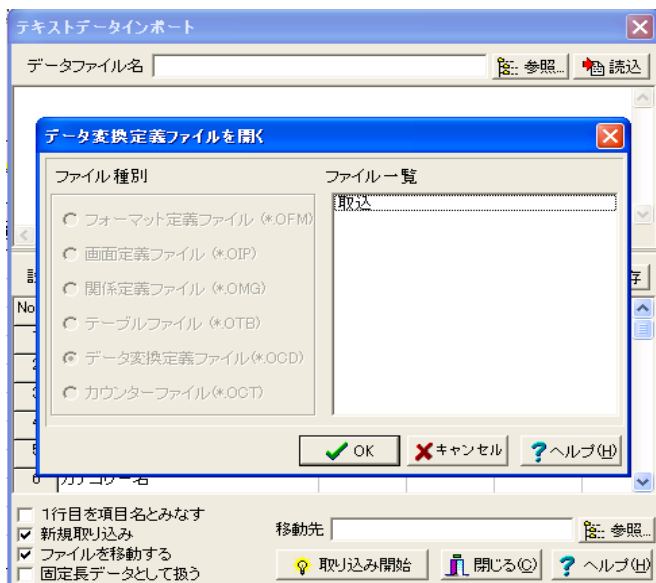 テキストデータインポート
データファイル名 参照... 読込
データ変換定義ファイルを開く
ファイル種別 ファイル一覧
フォーマット定義ファイル (*.OFM) 取込
画面定義ファイル (*.OIP)
関係定義ファイル (*.OMG)
テーブルファイル (*.OTB)
データ変換定義ファイル(*.OCD)
カウンターファイル(*.OCT)
OK キャンセル ヘルプ(H)
No
6 カテゴリー名
1行目を項目名とみなす
新規取り込み 移動先 参照...
ファイルを移動する
固定長データとして扱う
取り込み開始 閉じる(C) ヘルプ(H)